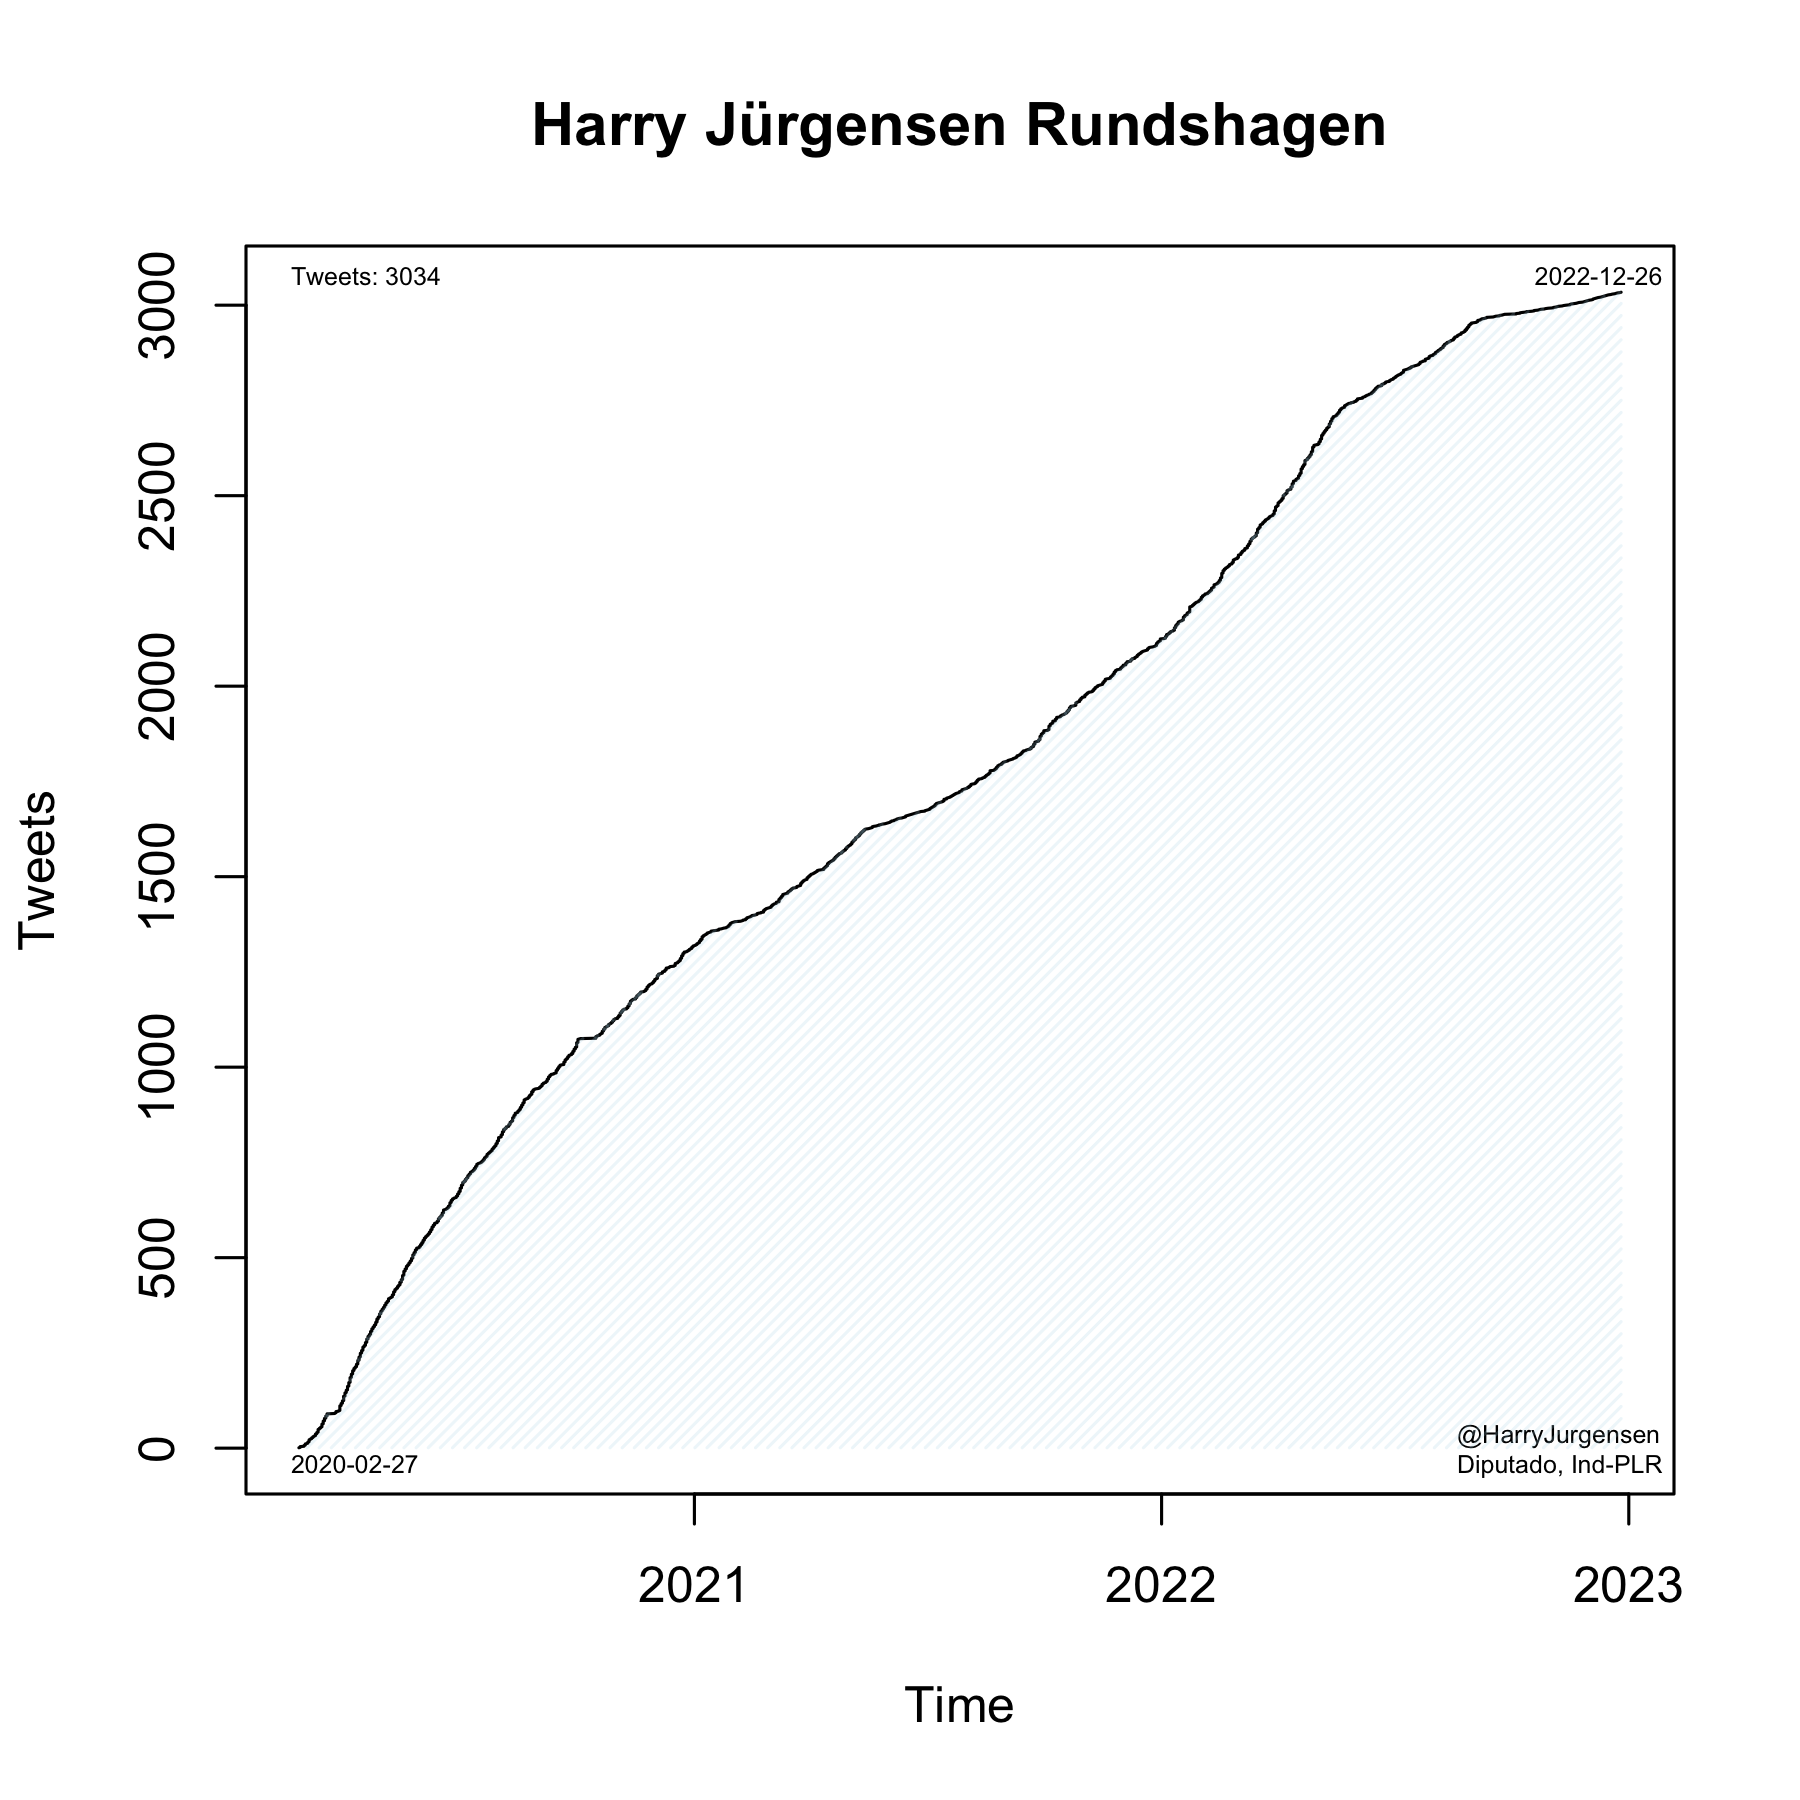 Harry Jürgensen Rundshagen
Tweets: 3034
2022-12-26
3000
2500
2000
1500
1000
500
0
Tweets
@HarryJurgensen
Diputado, Ind-PLR
2020-02-27
2021
2022
2023
Time